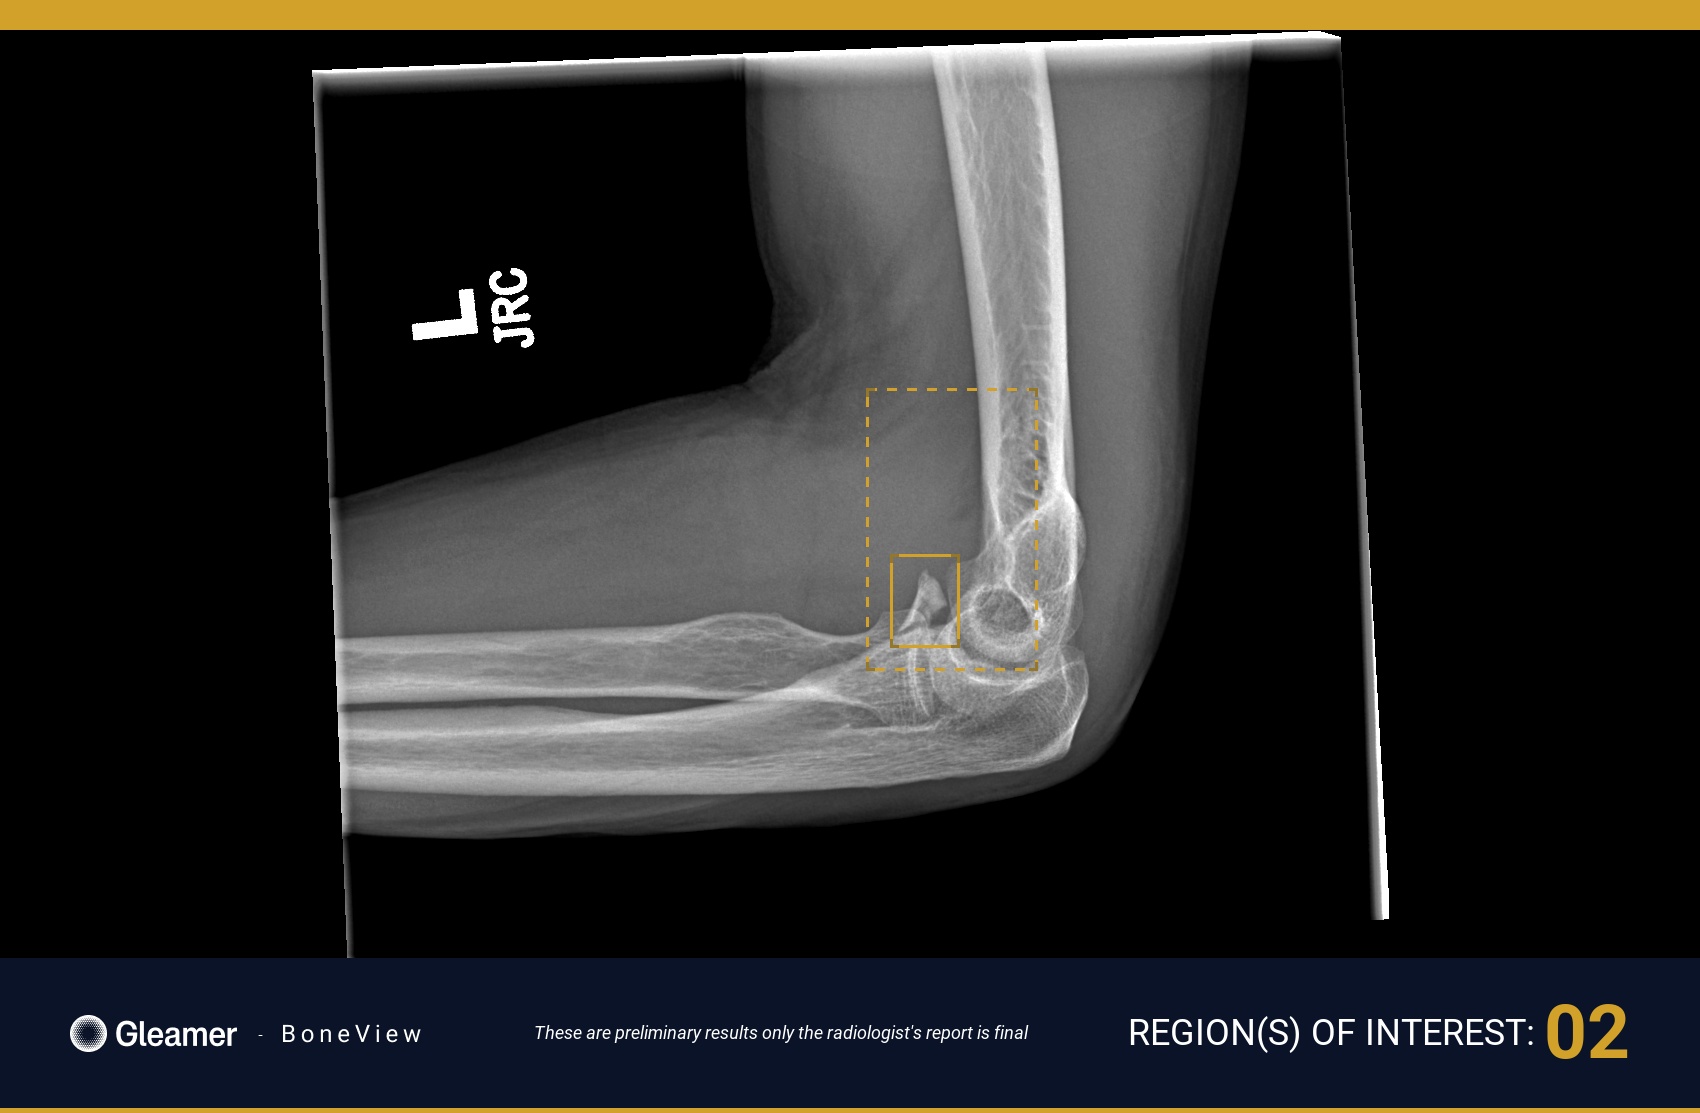 L
JRC
Gleamer - BoneView
These are preliminary results only the radiologist's report is final
REGION(S) OF INTEREST: 02